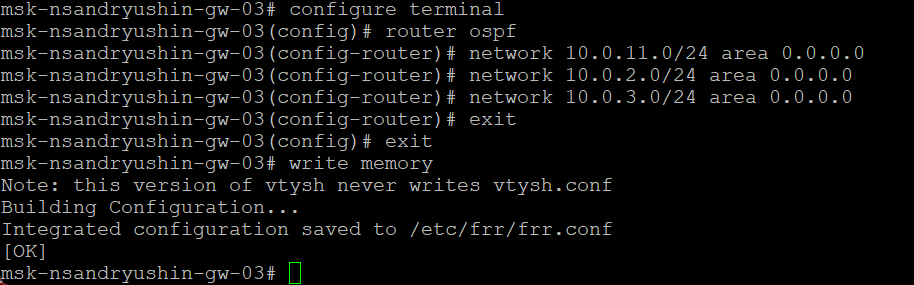 msk-nsandryushin-gw-03# configure terminal
msk-nsandryushin-gw-03(config)# router ospf
msk-nsandryushin-gw-03(config-router)# network 10.0.11.0/24 area 0.0.0.0
msk-nsandryushin-gw-03(config-router)# network 10.0.2.0/24 area 0.0.0.0
msk-nsandryushin-gw-03(config-router)# network 10.0.3.0/24 area 0.0.0.0
msk-nsandryushin-gw-03(config-router)# exit
msk-nsandryushin-gw-03(config)# exit
msk-nsandryushin-gw-03# write memory
Note: this version of vtysh never writes vtysh.conf
Building Configuration...
Integrated configuration saved to /etc/frr/frr.conf
[OK]
msk-nsandryushin-gw-03#